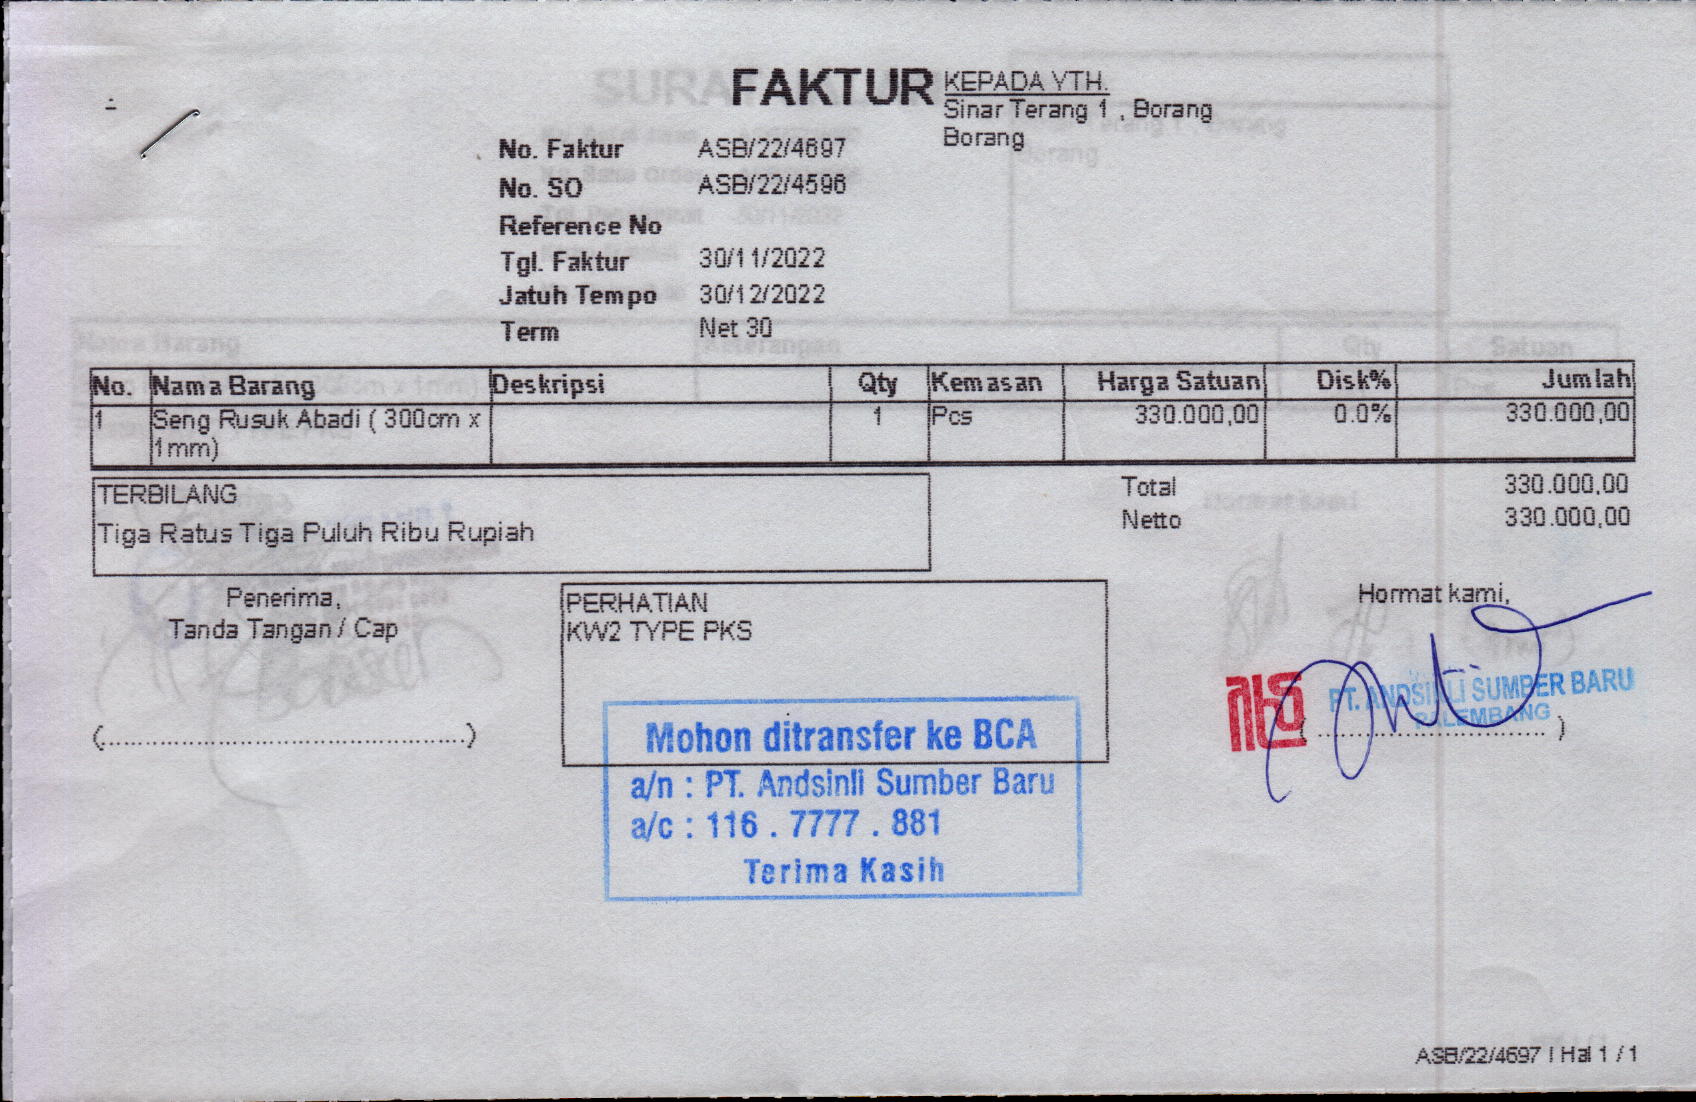 FAKTUR
KEPADA YTH.
Sinar Terang 1 , Borang
Borang
No. Faktur ASB/22/4697
No. SO ASB/22/4596
Reference No
Tgl. Faktur 30/11/2022
Jatuh Tempo 30/12/2022
Term Net 30
No. Nama Barang Deskripsi Qty Kemasan Harga Satuan Disk% Jumlah
1 Seng Rusuk Abadi ( 300cm x 1 Pcs 330.000,00 0.0% 330.000,00
1mm)
TERBILANG
Tiga Ratus Tiga Puluh Ribu Rupiah
Total 330.000,00
Netto 330.000,00
Penerima,
Tanda Tangan / Cap
(................................................)
PERHATIAN
KW2 TYPE PKS
Mohon ditransfer ke BCA
a/n : PT. Andsinli Sumber Baru
a/c : 116 . 7777 . 881
Terima Kasih
Hormat kami,
PT. ANDSINLI SUMBER BARU
PALEMBANG
( .............................. )
ASB/22/4697 | Hal 1 / 1